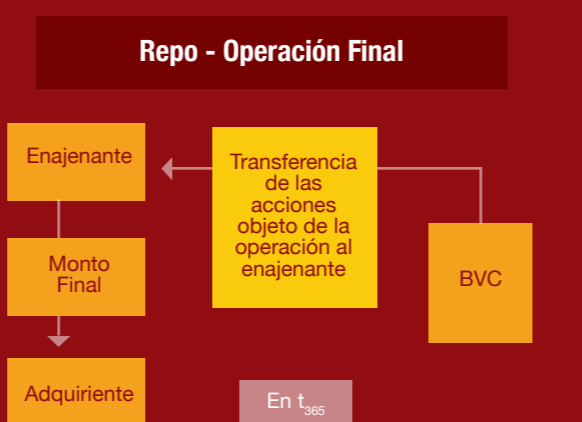 Repo - Operación Final
Enajenante
Transferencia
de las
acciones
objeto de la
operación al
enajenante
Monto
Final
BVC
Adquiriente
En t365